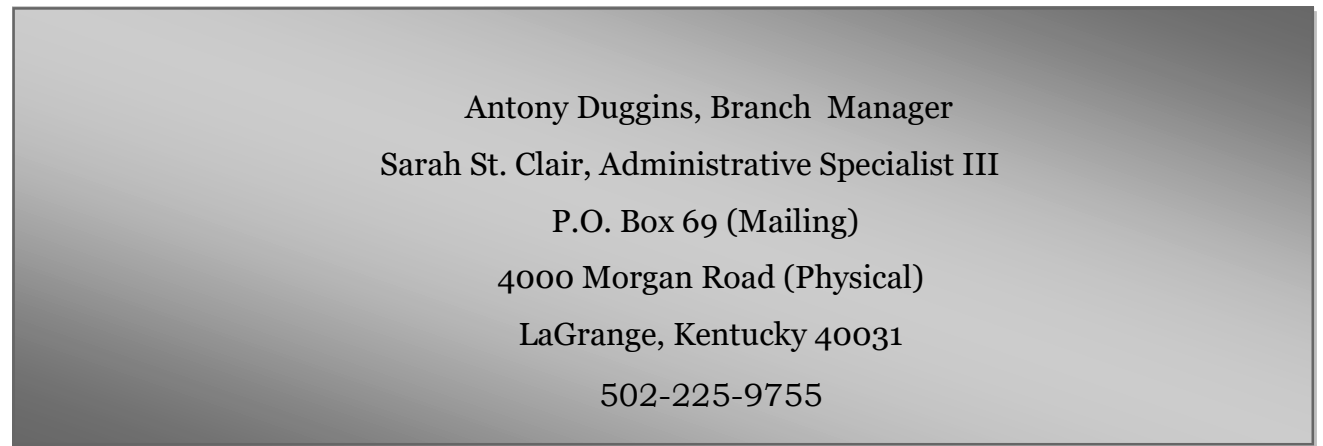 Antony Duggins, Branch Manager
Sarah St. Clair, Administrative Specialist III
P.O. Box 69 (Mailing)
4000 Morgan Road (Physical)
LaGrange, Kentucky 40031
502-225-9755